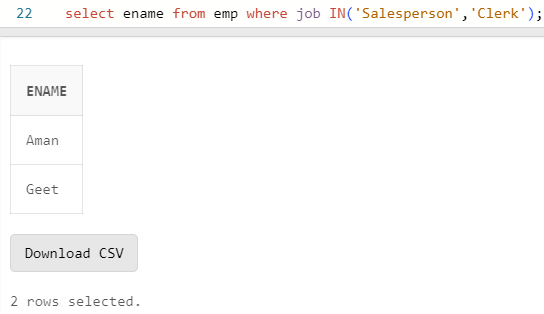 22 select ename from emp where job IN('Salesperson','Clerk');
ENAME
Aman
Geet
Download CSV
2 rows selected.